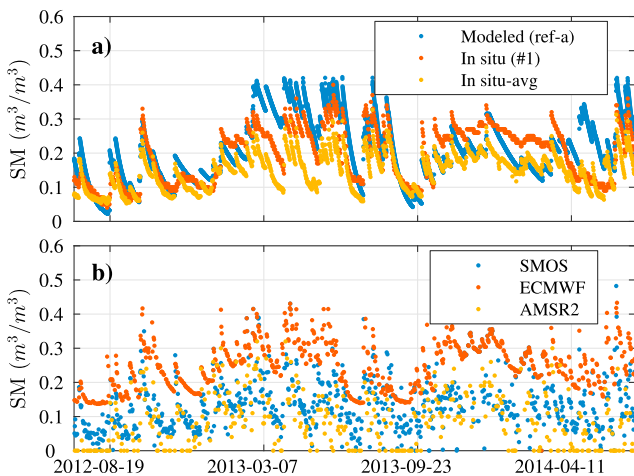 0.6
0.5
0.4
0.3
0.2
0.1
0
SM (m³/m³)
a)
Modeled (ref-a)
In situ (#1)
In situ-avg
0.6
0.5
0.4
0.3
0.2
0.1
0
SM (m³/m³)
b)
SMOS
ECMWF
AMSR2
2012-08-19
2013-03-07
2013-09-23
2014-04-11